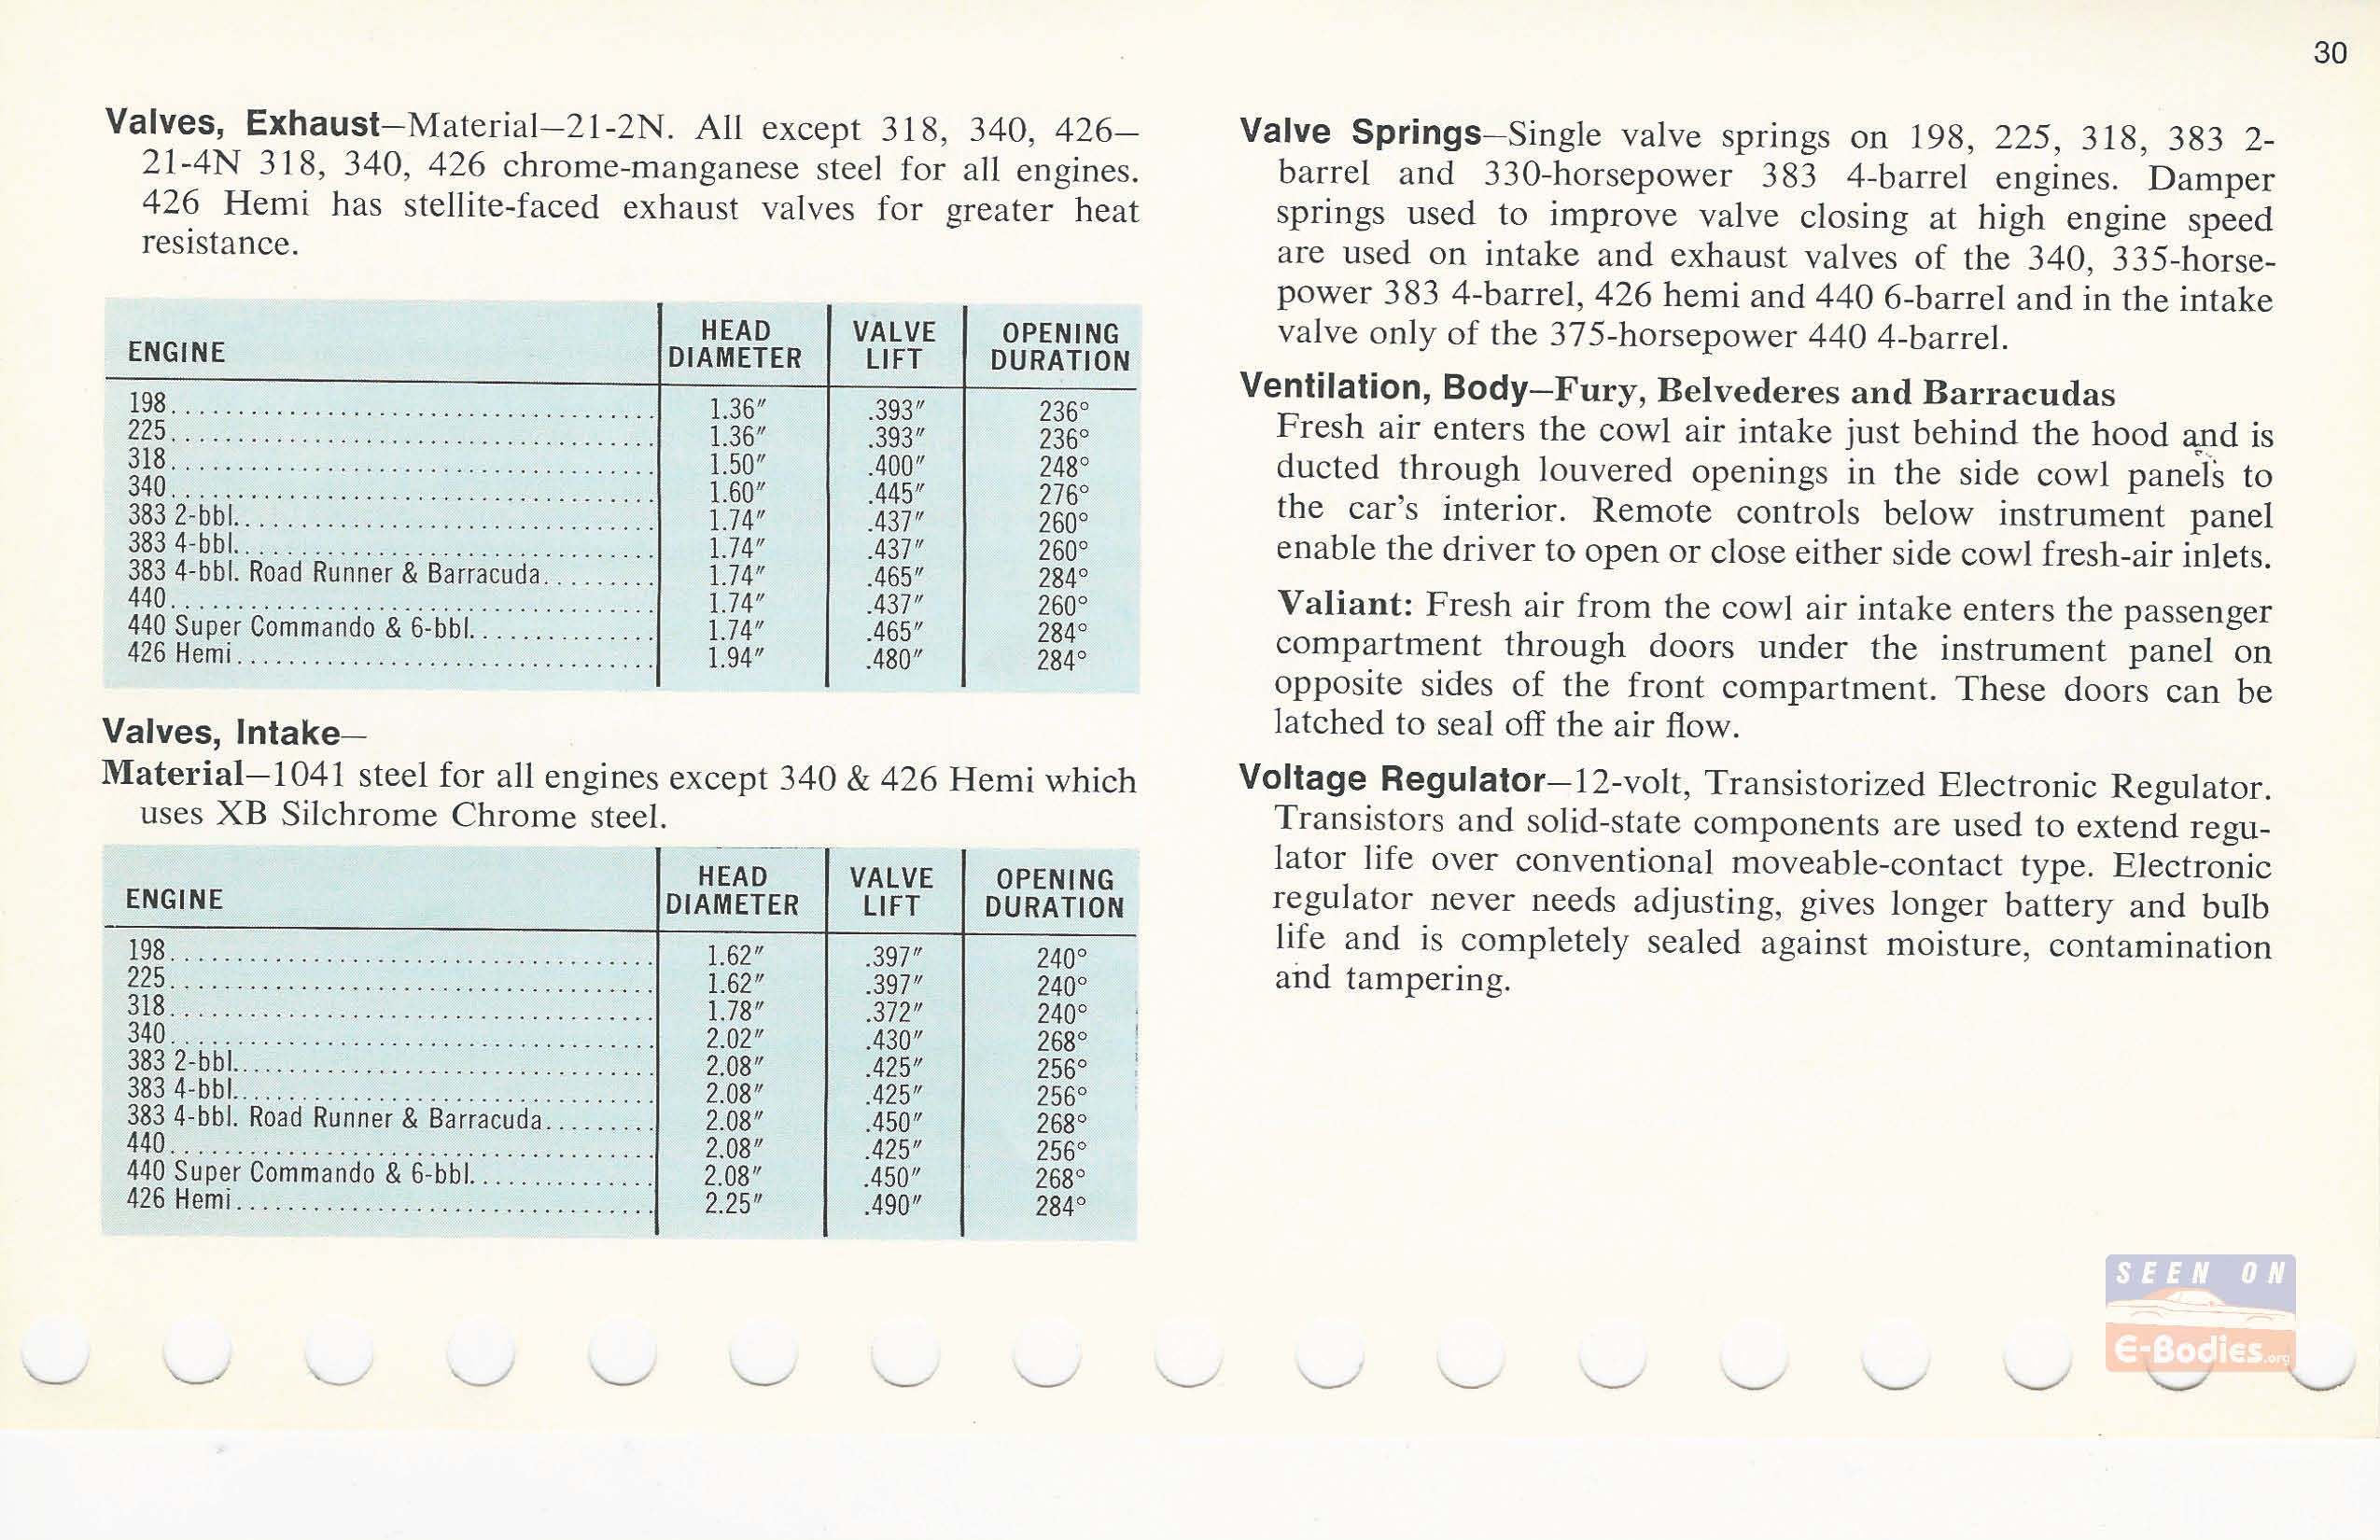 30
Valves, Exhaust—Material—21-2N. All except 318, 340, 426—
21-4N 318, 340, 426 chrome-manganese steel for all engines.
426 Hemi has stellite-faced exhaust valves for greater heat
resistance.
ENGINE HEAD DIAMETER VALVE LIFT OPENING DURATION
198 1.36″ .393″ 236°
225 1.36″ .393″ 236°
318 1.50″ .400″ 248°
340 1.60″ .445″ 276°
383 2-bbl. 1.74″ .437″ 260°
383 4-bbl. 1.74″ .437″ 260°
383 4-bbl. Road Runner & Barracuda 1.74″ .465″ 284°
440 1.74″ .437″ 260°
440 Super Commando & 6-bbl. 1.74″ .465″ 284°
426 Hemi 1.94″ .480″ 284°
Valves, Intake—
Material—1041 steel for all engines except 340 & 426 Hemi which
uses XB Silchrome Chrome steel.
ENGINE HEAD DIAMETER VALVE LIFT OPENING DURATION
198 1.62″ .397″ 240°
225 1.62″ .397″ 240°
318 1.78″ .372″ 240°
340 2.02″ .430″ 268°
383 2-bbl. 2.08″ .425″ 256°
383 4-bbl. 2.08″ .425″ 256°
383 4-bbl. Road Runner & Barracuda 2.08″ .450″ 268°
440 2.08″ .425″ 256°
440 Super Commando & 6-bbl. 2.08″ .450″ 268°
426 Hemi 2.25″ .490″ 284°
Valve Springs—Single valve springs on 198, 225, 318, 383 2-
barrel and 330-horsepower 383 4-barrel engines. Damper
springs used to improve valve closing at high engine speed
are used on intake and exhaust valves of the 340, 335-horse-
power 383 4-barrel, 426 hemi and 440 6-barrel and in the intake
valve only of the 375-horsepower 440 4-barrel.
Ventilation, Body—Fury, Belvederes and Barracudas
Fresh air enters the cowl air intake just behind the hood and is
ducted through louvered openings in the side cowl panels to
the car's interior. Remote controls below instrument panel
enable the driver to open or close either side cowl fresh-air inlets.
Valiant: Fresh air from the cowl air intake enters the passenger
compartment through doors under the instrument panel on
opposite sides of the front compartment. These doors can be
latched to seal off the air flow.
Voltage Regulator—12-volt, Transistorized Electronic Regulator.
Transistors and solid-state components are used to extend regu-
lator life over conventional moveable-contact type. Electronic
regulator never needs adjusting, gives longer battery and bulb
life and is completely sealed against moisture, contamination
and tampering.
SEEN ON
E-Bodies.org